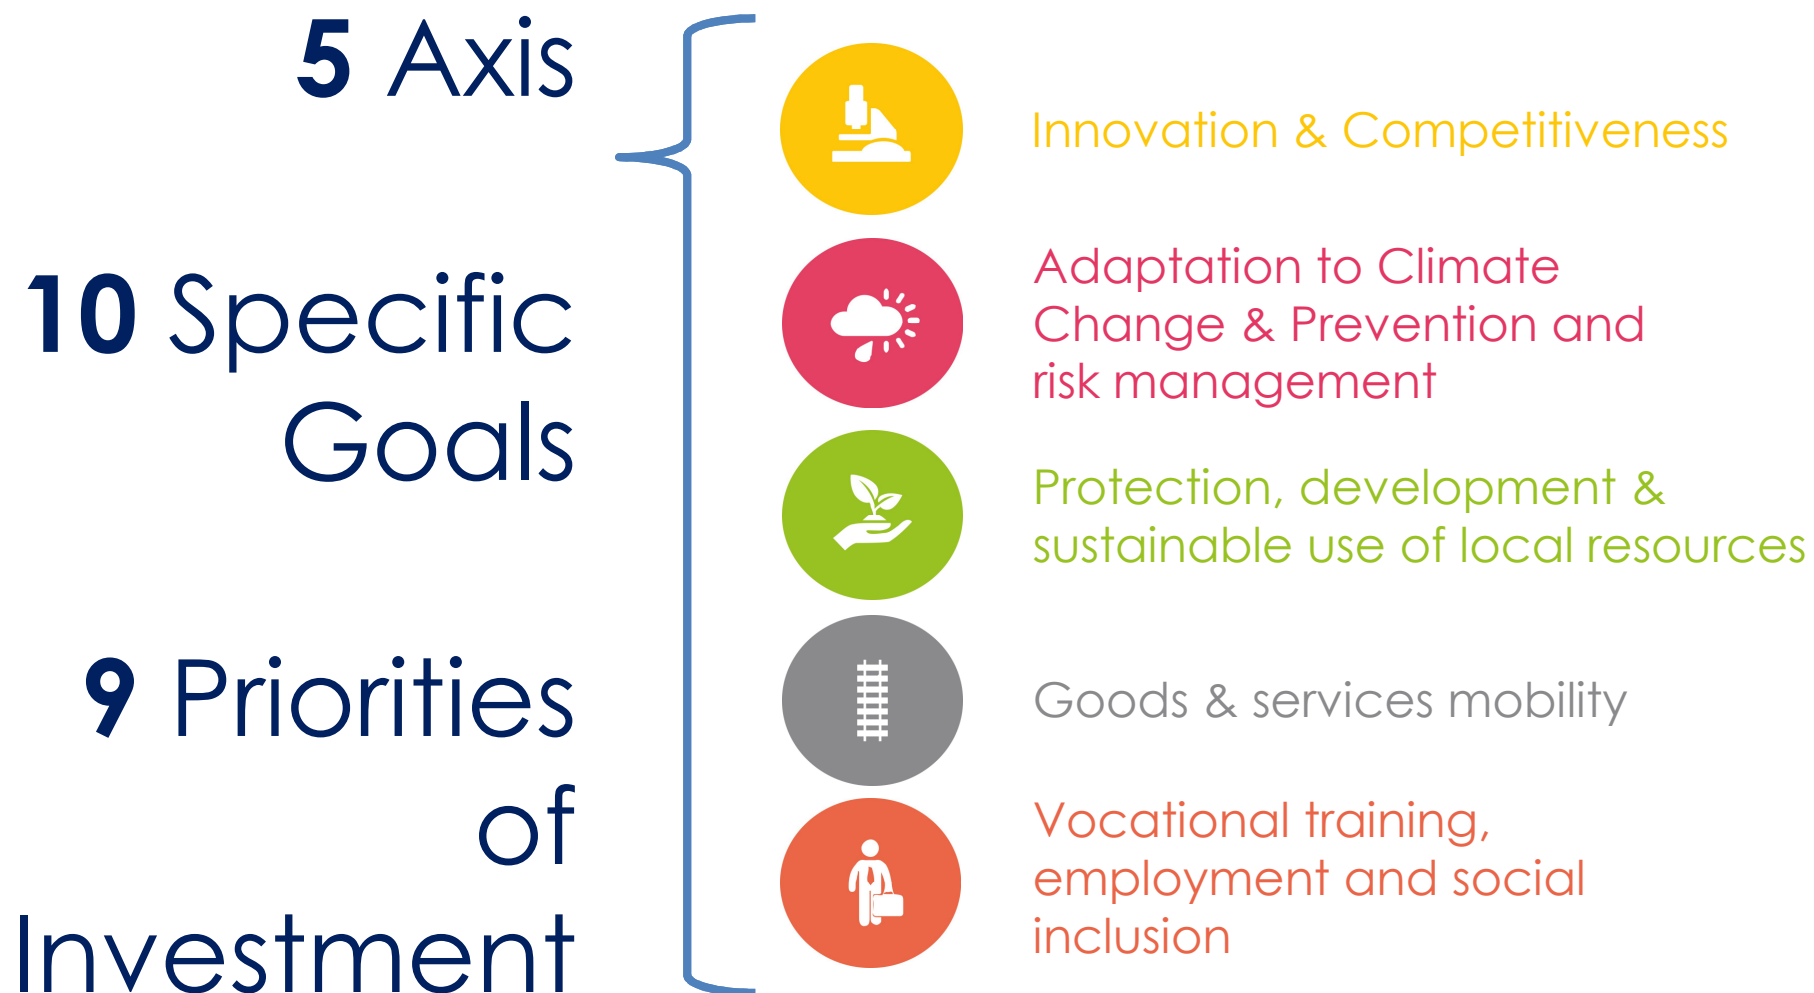 5 Axis
10 Specific
Goals
9 Priorities
of
Investment
Innovation & Competitiveness
Adaptation to Climate
Change & Prevention and
risk management
Protection, development &
sustainable use of local resources
Goods & services mobility
Vocational training,
employment and social
inclusion